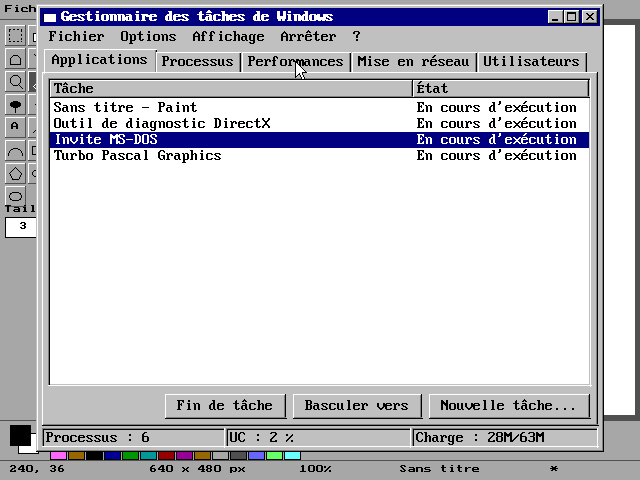 Fich
Gestionnaire des tâches de Windows
Fichier Options Affichage Arrêter ?
Applications Processus Performances Mise en réseau Utilisateurs
Tâche État
Sans titre - Paint En cours d'exécution
Outil de diagnostic DirectX En cours d'exécution
Invite MS-DOS En cours d'exécution
Turbo Pascal Graphics En cours d'exécution
A
Tail
3
Fin de tâche Basculer vers Nouvelle tâche...
Processus : 6 UC : 2 % Charge : 28M/63M
240, 36 640 x 480 px 100% Sans titre *